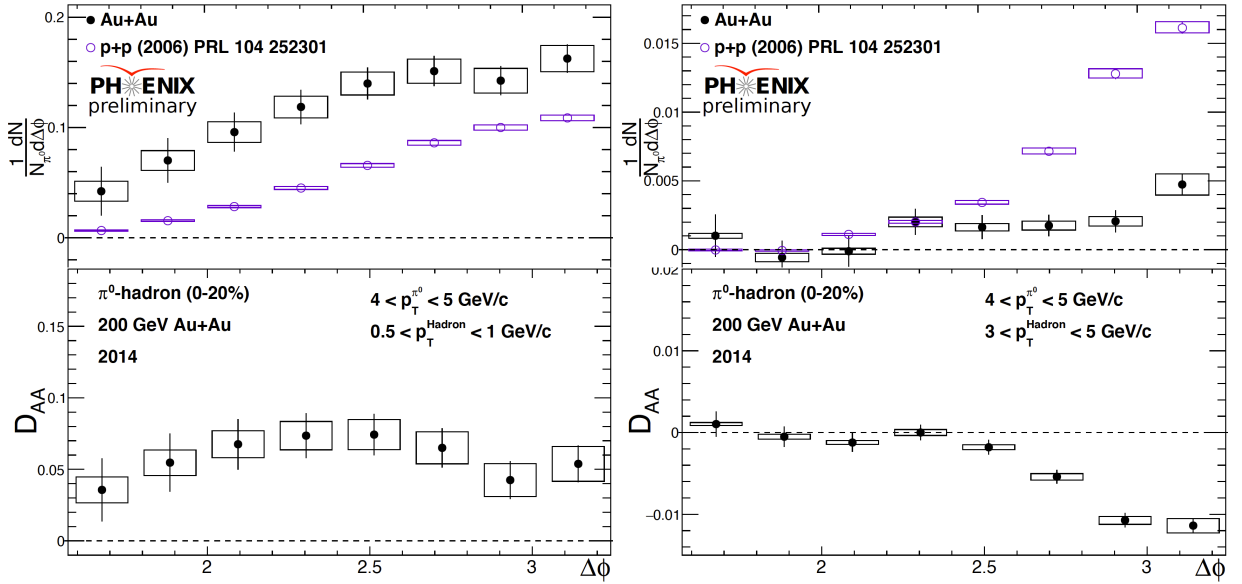 0.2
Au+Au
p+p (2006) PRL 104 252301
PHENIX
preliminary
0.1
0
1 dN
N_π⁰ dΔϕ
π⁰-hadron (0-20%)
200 GeV Au+Au
2014
4 < p_T^π⁰ < 5 GeV/c
0.5 < p_T^Hadron < 1 GeV/c
0.15
0.1
0.05
0
D_AA
2
2.5
3
Δϕ
0.015
Au+Au
p+p (2006) PRL 104 252301
PHENIX
preliminary
0.01
0.005
0
1 dN
N_π⁰ dΔϕ
0.02
π⁰-hadron (0-20%)
200 GeV Au+Au
2014
4 < p_T^π⁰ < 5 GeV/c
3 < p_T^Hadron < 5 GeV/c
0.01
0
−0.01
D_AA
2
2.5
3
Δϕ